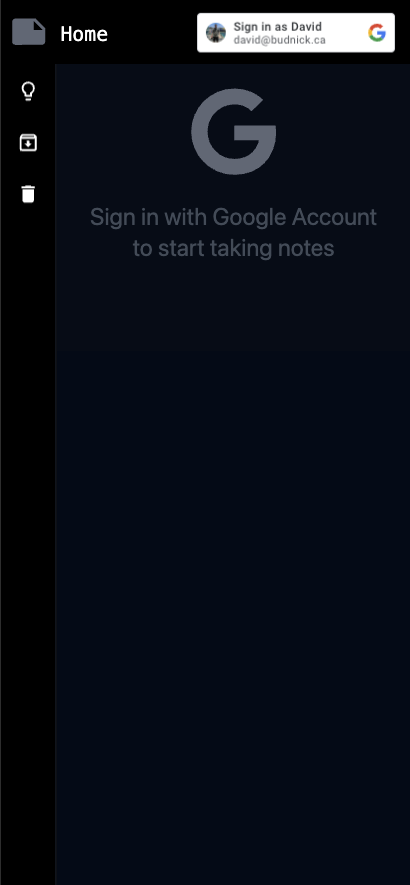 Home
Sign in as David
david@budnick.ca
Sign in with Google Account
to start taking notes